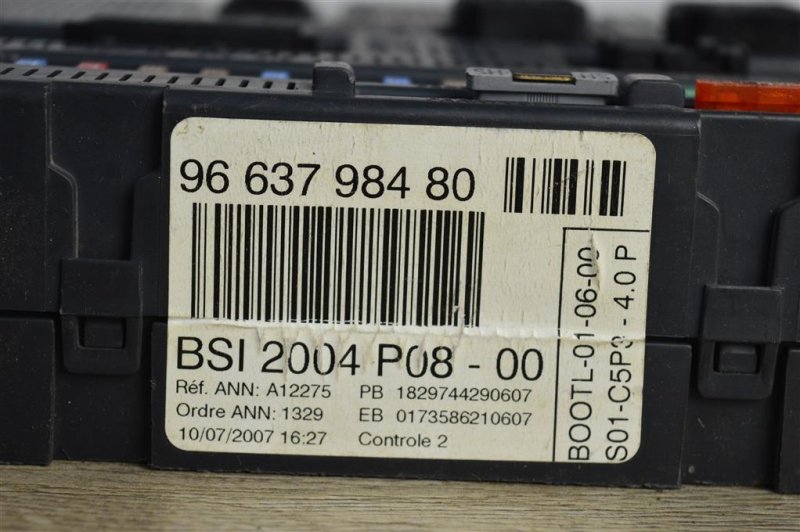 96 637 984 80
BSI 2004 P08 - 00
Réf. ANN: A12275 PB 1829744290607
Ordre ANN: 1329 EB 0173586210607
10/07/2007 16:27 Controle 2
BOOTL-01-06-00
S01-C5P3 - 4.0 P